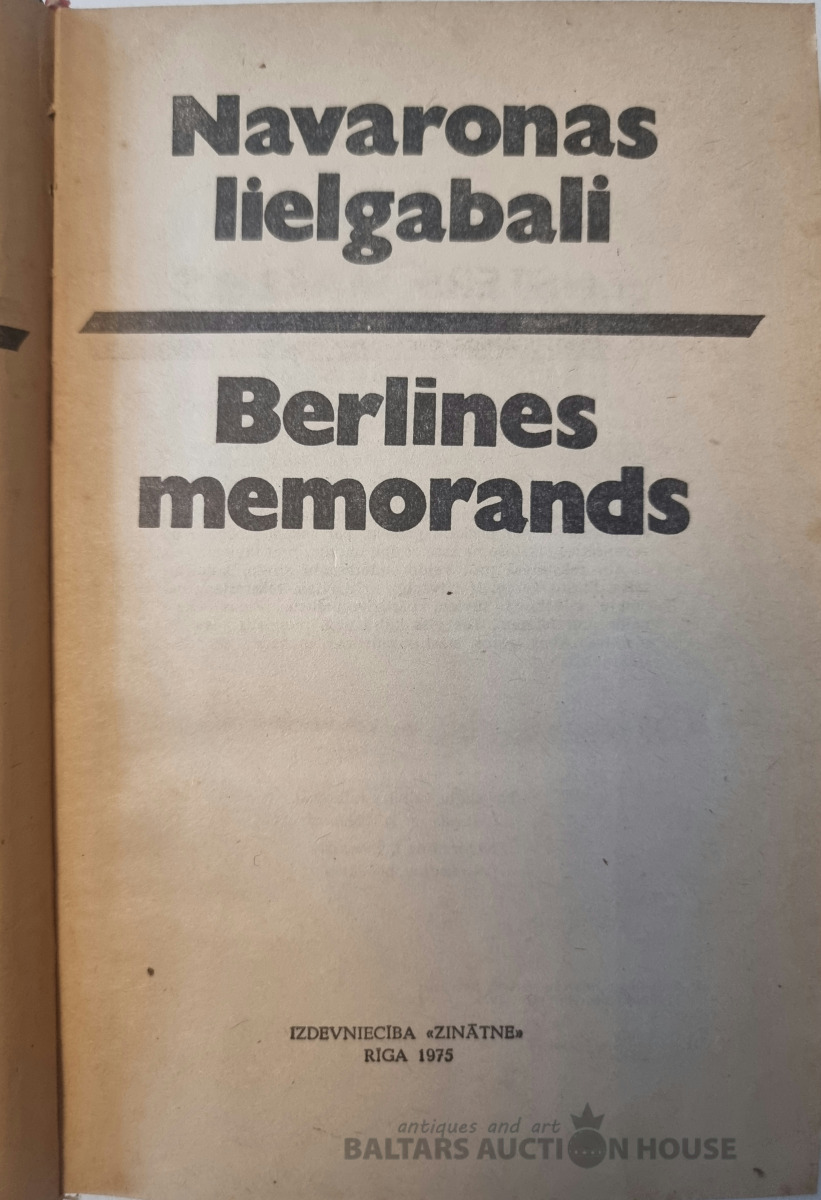 Navaronas
lielgabali
Berlines
memorands
IZDEVNIECĪBA «ZINĀTNE»
RĪGA 1975
antiques and art
BALTARS AUCTION HOUSE